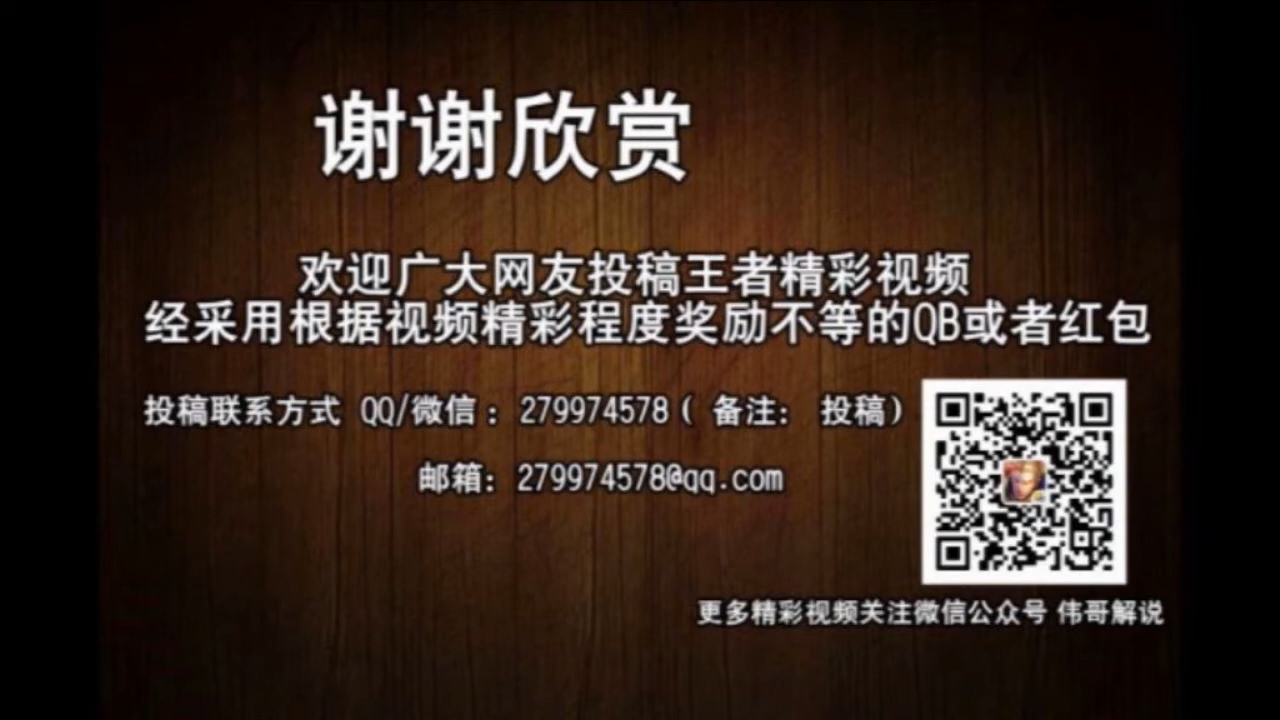 谢谢欣赏
欢迎广大网友投稿王者精彩视频
经采用根据视频精彩程度奖励不等的QB或者红包
投稿联系方式 QQ/微信：279974578（ 备注： 投稿）
邮箱：279974578@qq.com
更多精彩视频关注微信公众号 伟哥解说